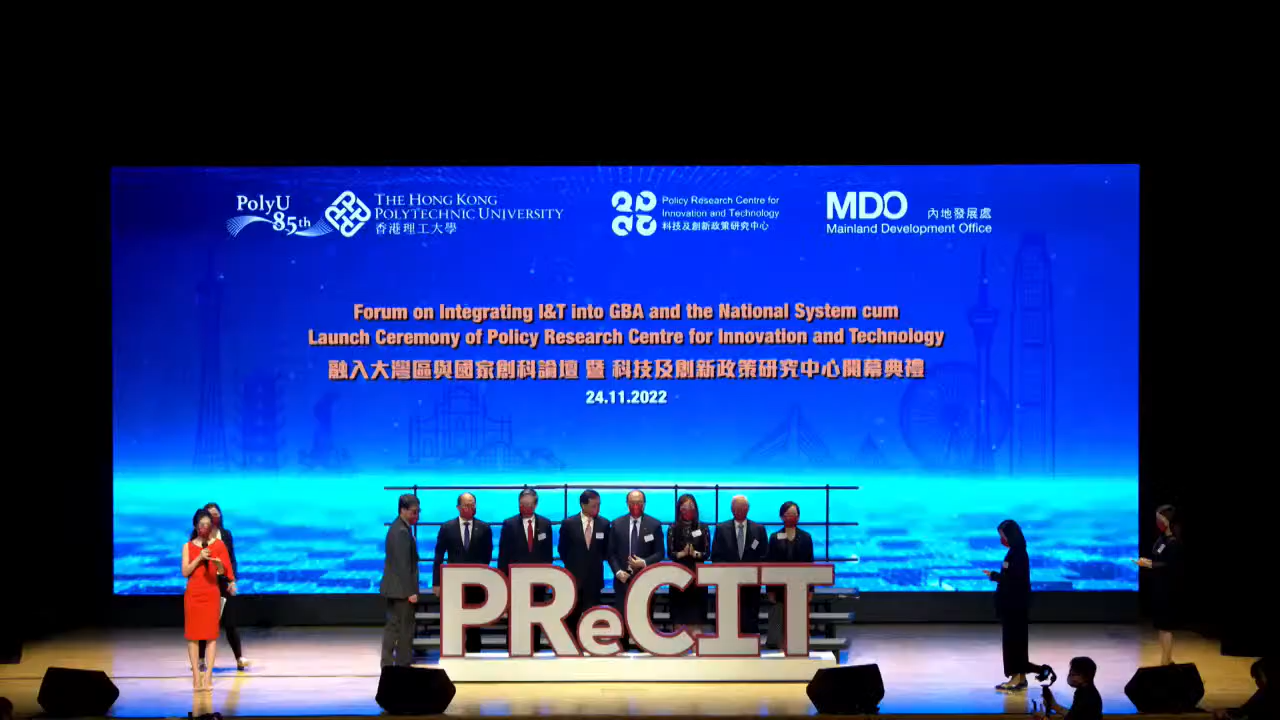 PolyU
85th
THE HONG KONG
POLYTECHNIC UNIVERSITY
香港理工大學
Policy Research Centre for
Innovation and Technology
科技及創新政策研究中心
MDO 內地發展處
Mainland Development Office
Forum on Integrating I&T into GBA and the National System cum
Launch Ceremony of Policy Research Centre for Innovation and Technology
融入大灣區與國家創科論壇 暨 科技及創新政策研究中心開幕典禮
24.11.2022
PReCIT